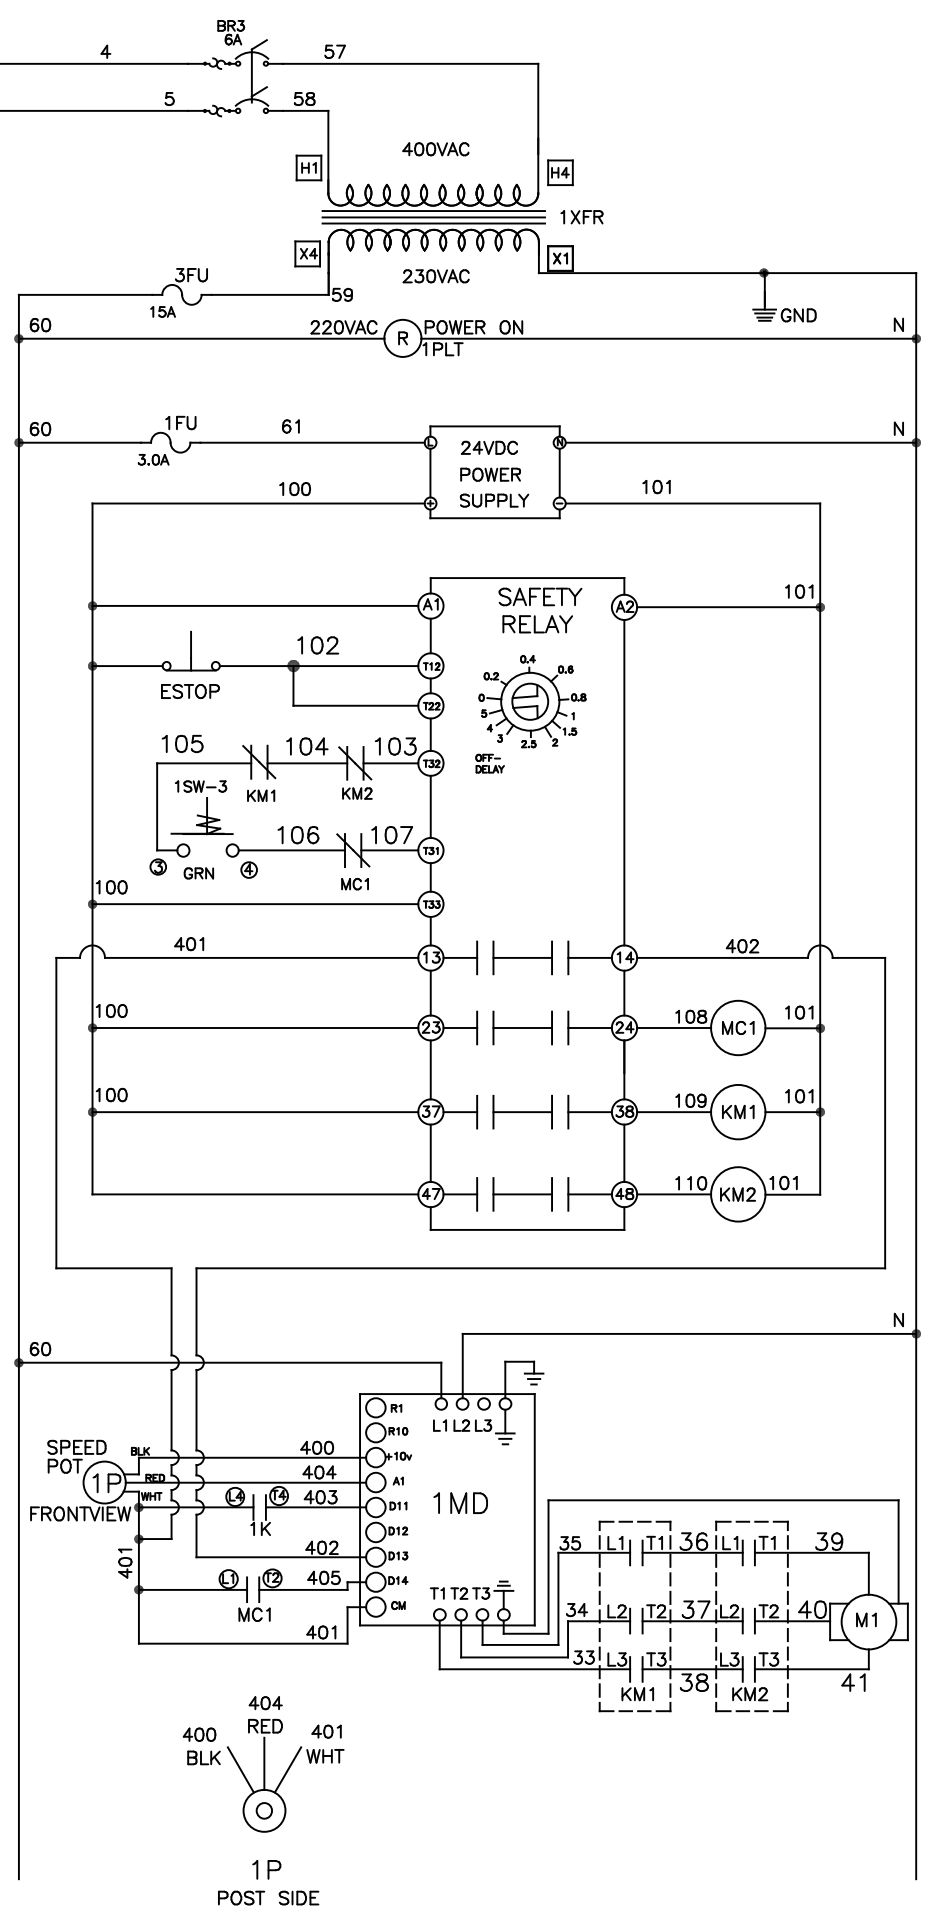 BR3
6A
4
57
5
58
400VAC
H1
H4
1XFR
X4
X1
230VAC
3FU
59
15A
GND
60
220VAC
R
POWER ON
1PLT
N
60
1FU
61
3.0A
L
24VDC
POWER
SUPPLY
N
N
100
+
−
101
A1
SAFETY
RELAY
A2
101
102
T12
ESTOP
T22
0.4
0.2
0.6
0
0.8
5
1
4
1.5
3
2.5
2
OFF-
DELAY
105
104
103
T32
1SW-3
KM1
KM2
106
107
T31
3
GRN
4
MC1
100
T33
401
13
14
402
100
23
24
108
MC1
101
100
37
38
109
KM1
101
47
48
110
KM2
101
60
N
R1
L1 L2 L3
R10
SPEED
POT
BLK
400
+10v
1P
RED
404
A1
WHT
L4
T4
403
D11
1MD
FRONTVIEW
1K
D12
401
402
D13
L1
T2
405
D14
MC1
T1 T2 T3
401
CM
35
L1
T1
36
L1
T1
39
34
L2
T2
37
L2
T2
40
M1
33
L3
T3
38
L3
T3
41
KM1
KM2
404
RED
400
BLK
401
WHT
1P
POST SIDE